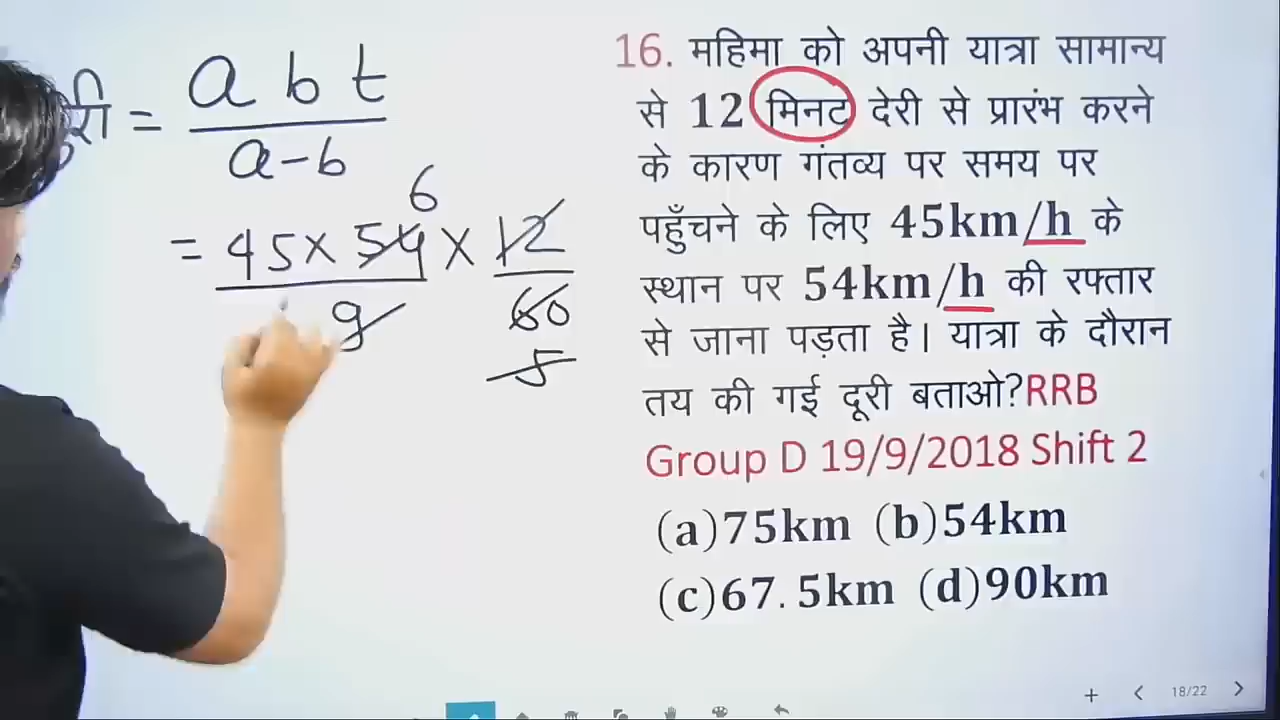 री = a b t
a-b
6
= 45 x 54 x 12
9 60
5
16. महिमा को अपनी यात्रा सामान्य
से 12 मिनट देरी से प्रारंभ करने
के कारण गंतव्य पर समय पर
पहुँचने के लिए 45km/h के
स्थान पर 54km/h की रफ्तार
से जाना पड़ता है। यात्रा के दौरान
तय की गई दूरी बताओ?RRB
Group D 19/9/2018 Shift 2
(a)75km (b)54km
(c)67.5km (d)90km
18/22